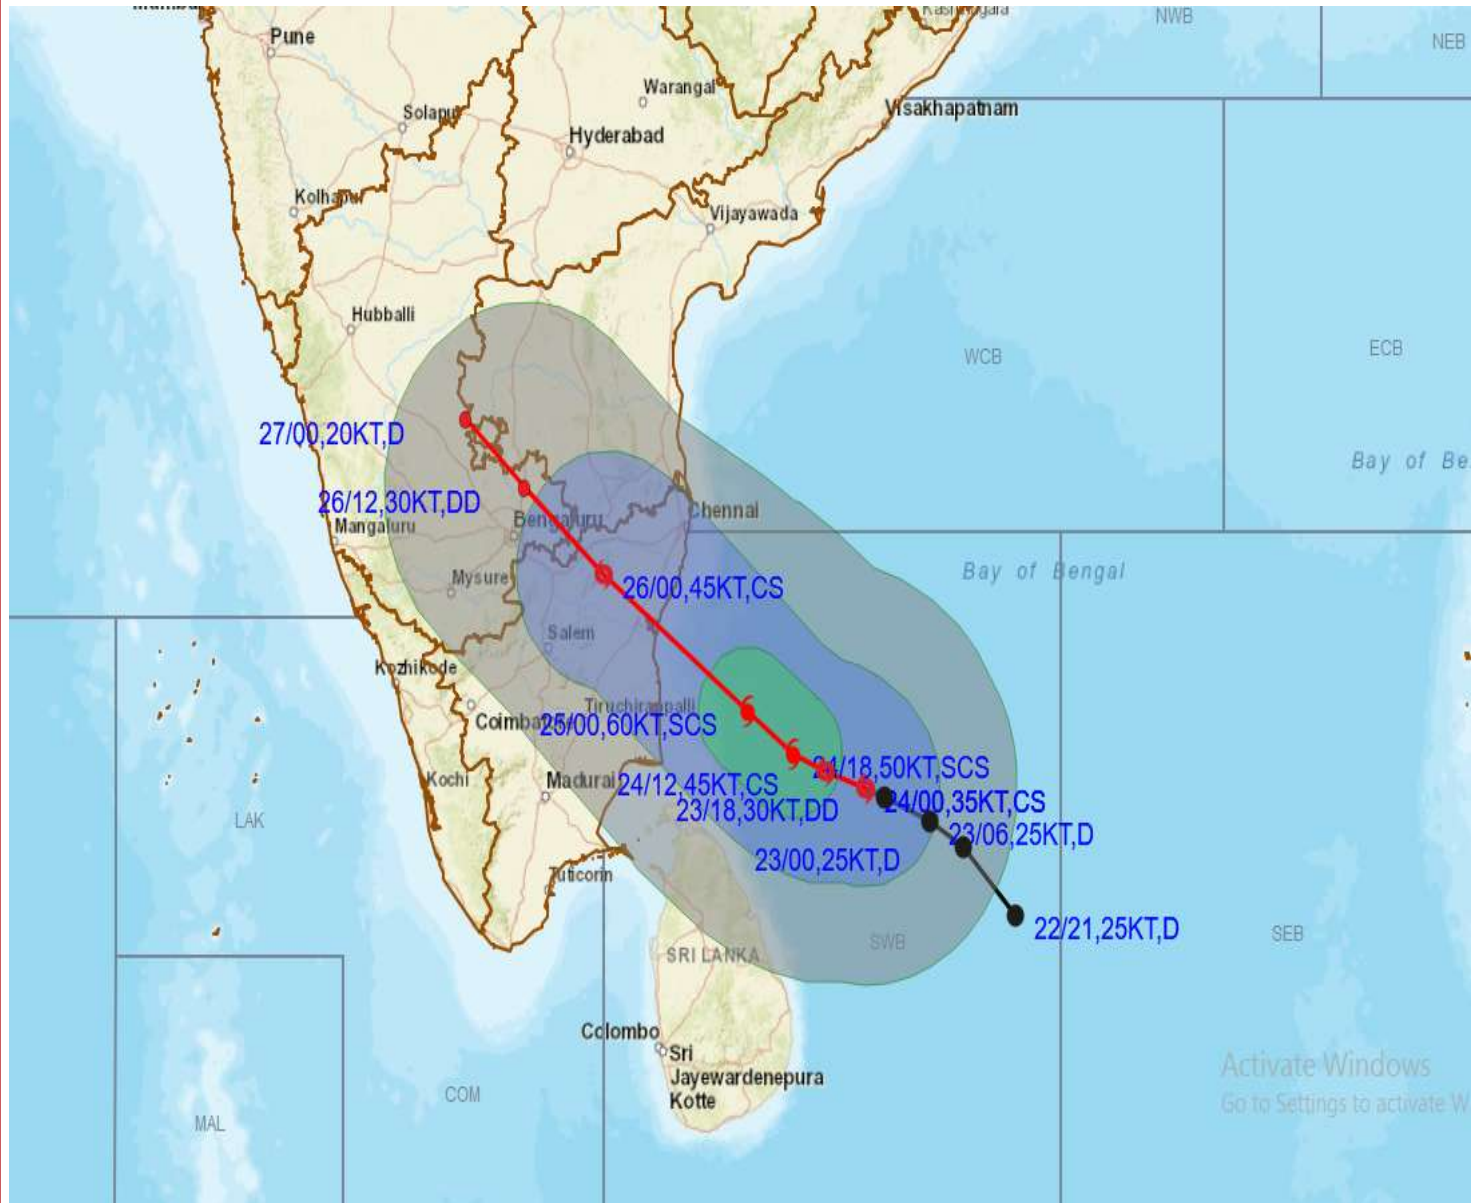 NWB
NEB
Pune
Warangal
Solapur
Visakhapatnam
Hyderabad
Kolhapur
Vijayawada
Hubballi
ECB
WCB
27/00,20KT,D
Bay of Be
26/12,30KT,DD
Chennai
Bengaluru
Mangaluru
Bay of Bengal
Mysure
26/00,45KT,CS
Salem
Kozhikode
Tiruchirappalli
Coimbatore
25/00,60KT,SCS
24/18,50KT,SCS
Kochi
Madurai
24/12,45KT,CS
24/00,35KT,CS
23/18,30KT,DD
LAK
23/06,25KT,D
23/00,25KT,D
Tuticorin
22/21,25KT,D
SWB
SEB
SRI LANKA
Colombo
Sri
Jayewardenepura
Kotte
Activate Windows
COM
Go to Settings to activate W
MAL